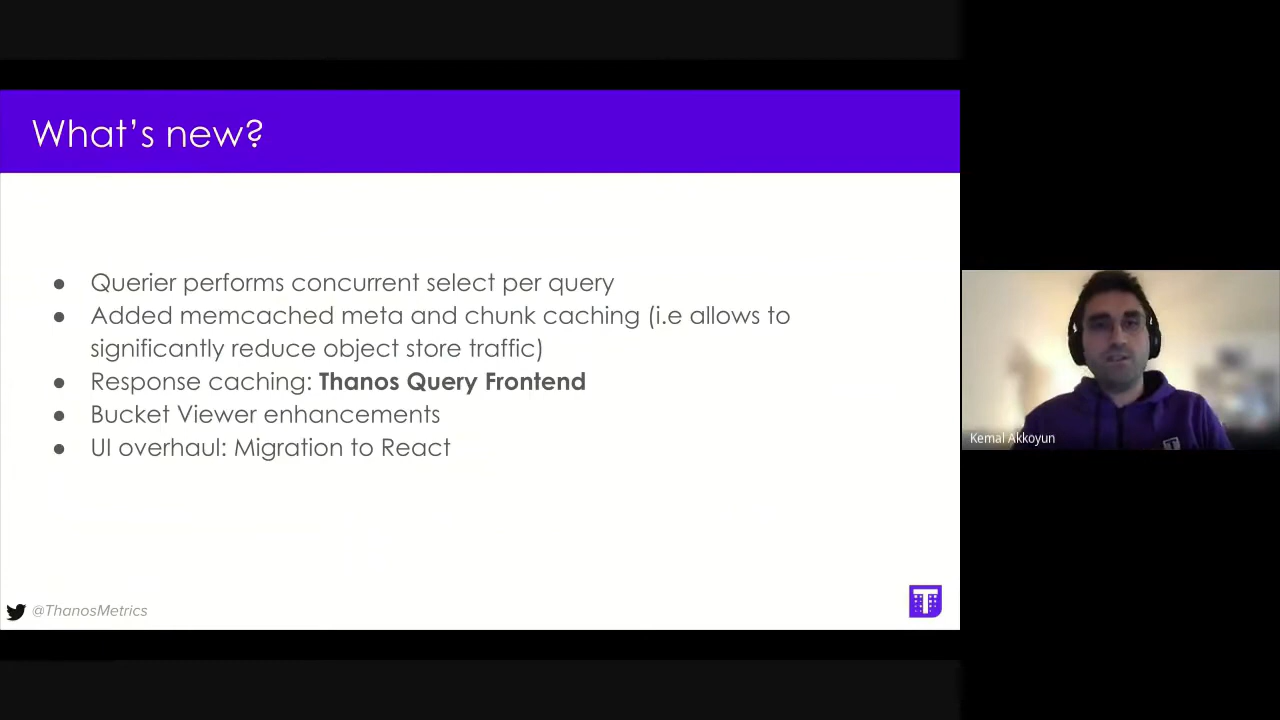 What's new?
● Querier performs concurrent select per query
● Added memcached meta and chunk caching (i.e allows to
significantly reduce object store traffic)
● Response caching: Thanos Query Frontend
● Bucket Viewer enhancements
● UI overhaul: Migration to React
@ThanosMetrics
T
Kemal Akkoyun
T